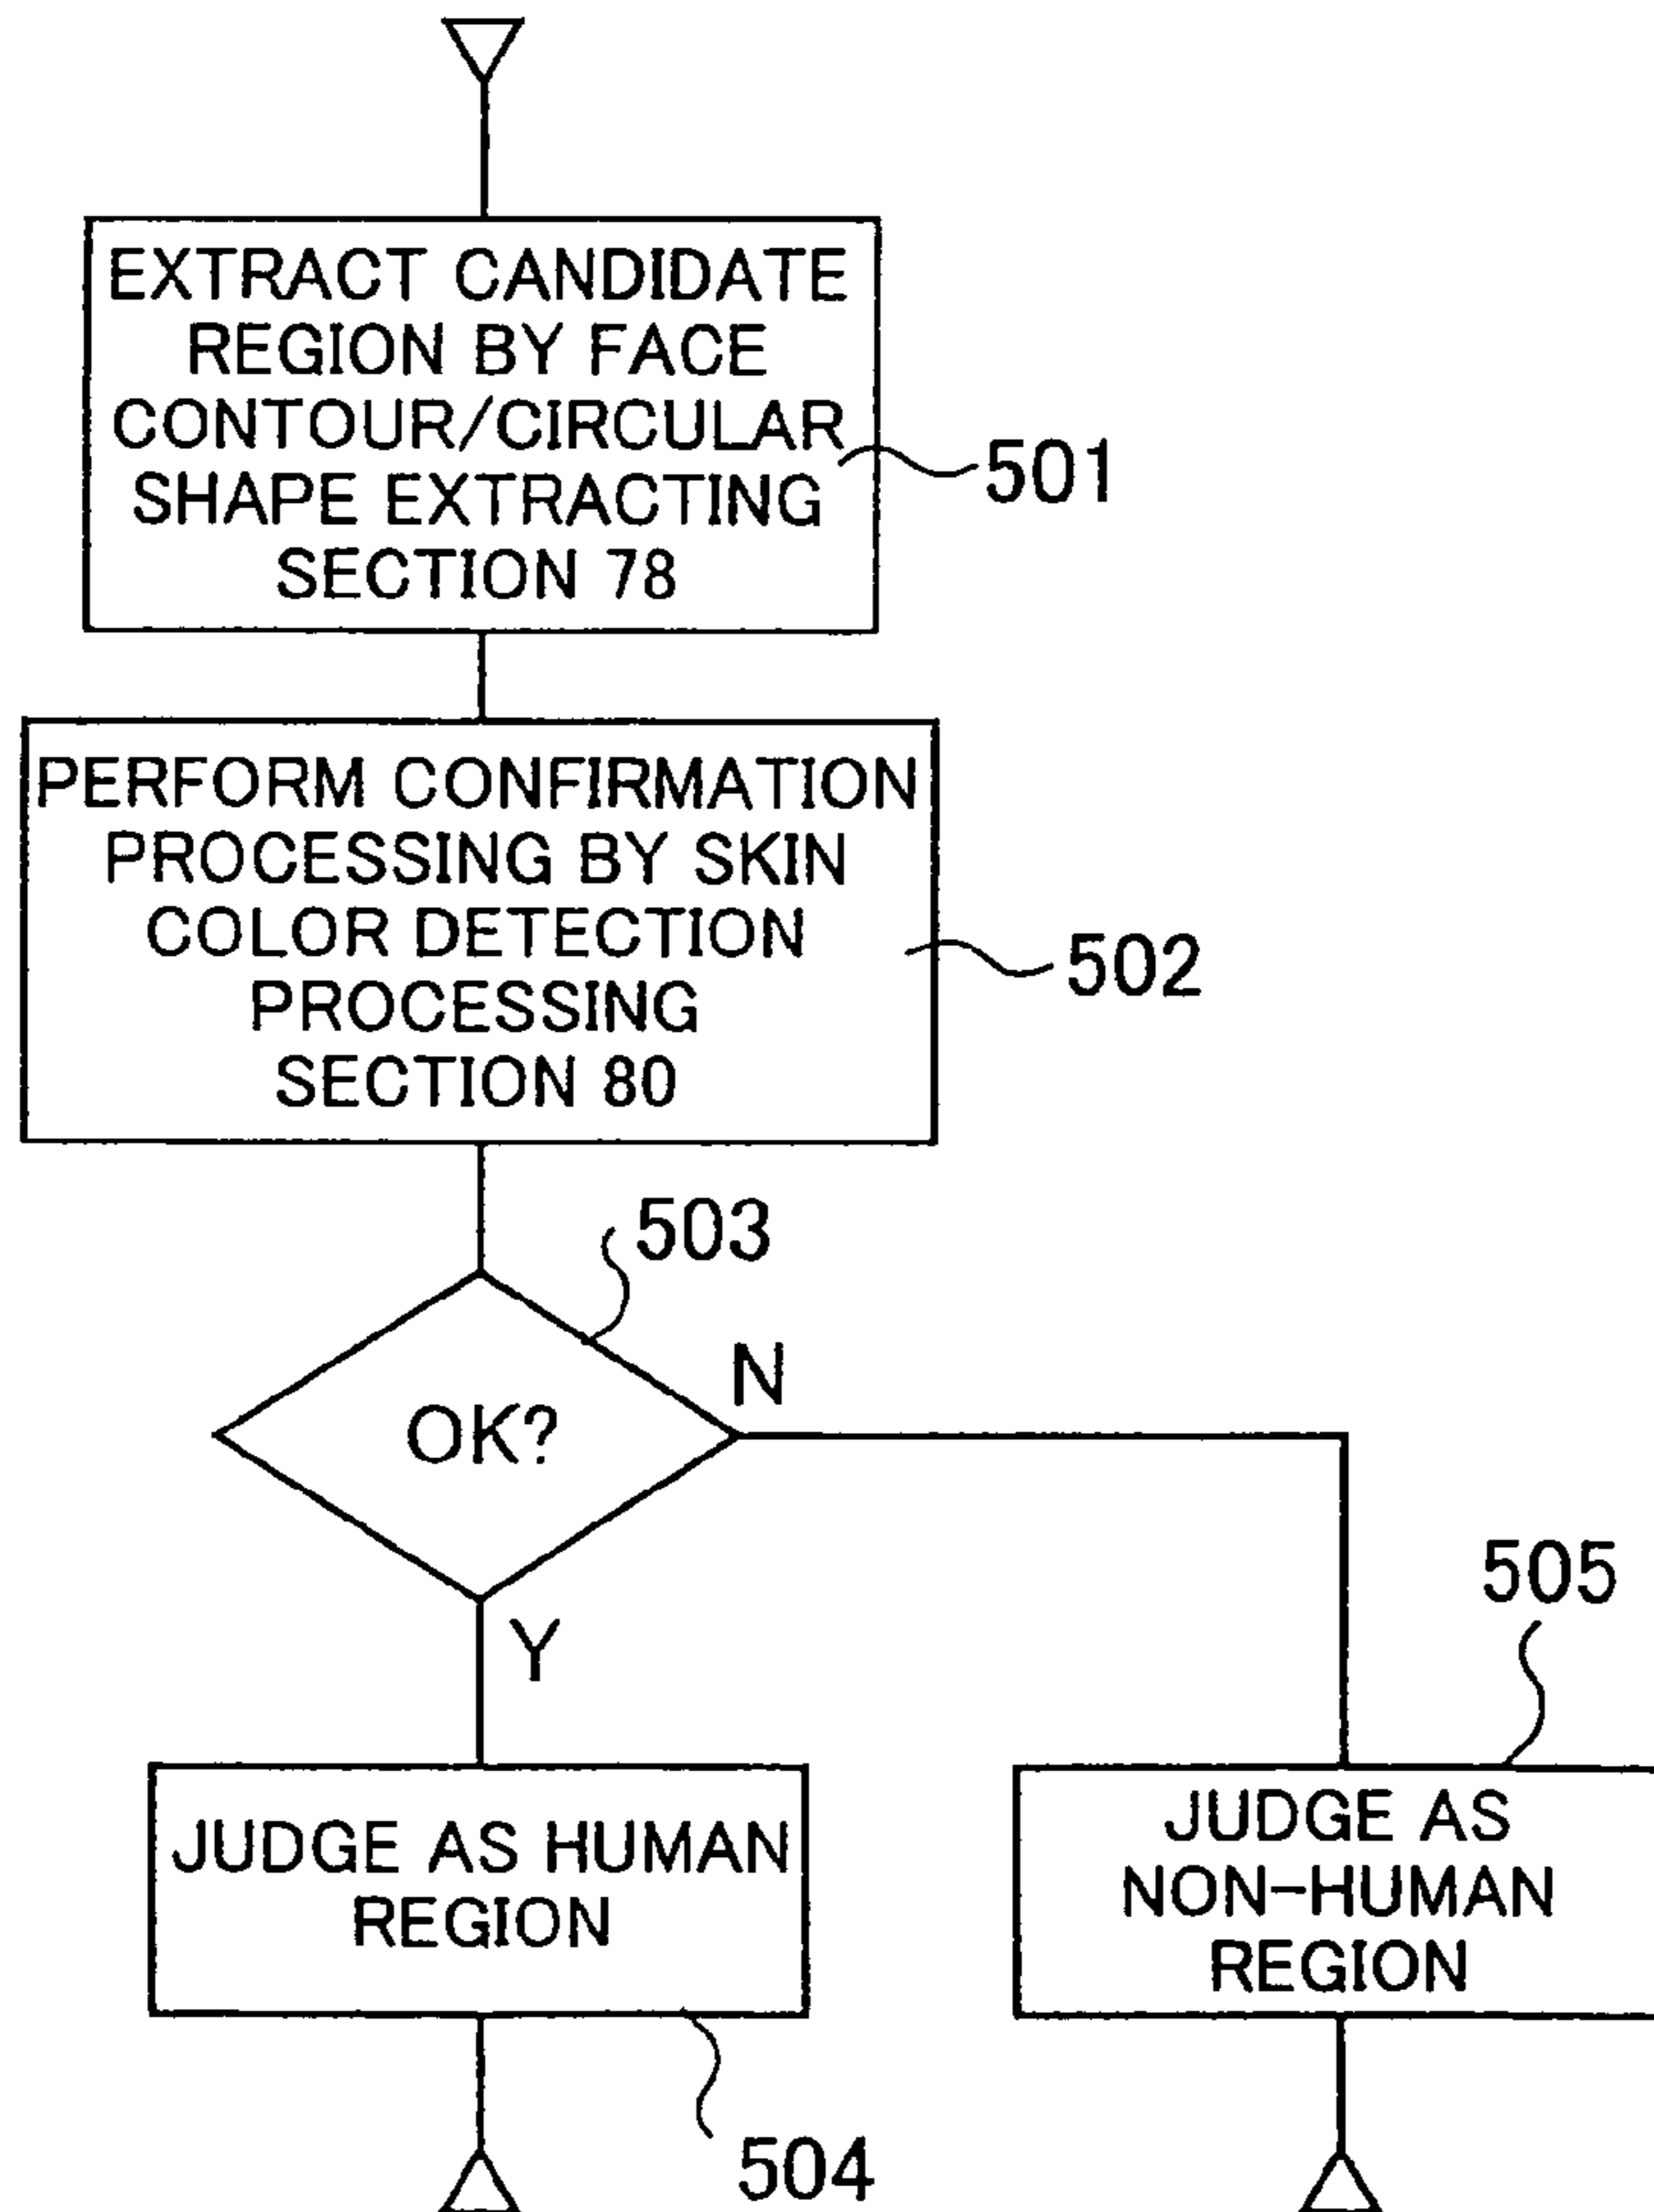 EXTRACT CANDIDATE
REGION BY FACE
CONTOUR/CIRCULAR
SHAPE EXTRACTING
SECTION 78
501
PERFORM CONFIRMATION
PROCESSING BY SKIN
COLOR DETECTION
PROCESSING
SECTION 80
502
503
OK?
N
Y
505
JUDGE AS HUMAN
REGION
504
JUDGE AS
NON-HUMAN
REGION